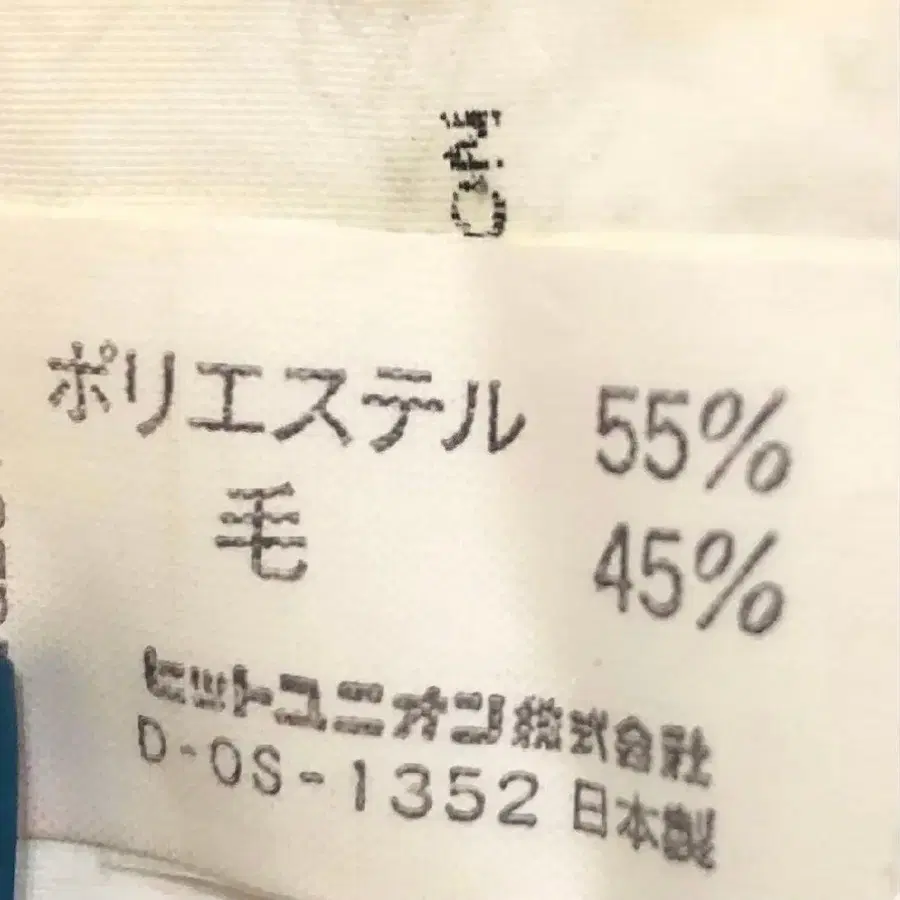 ポリエステル 55%
毛 45%
ヒットユニオン株式会社
D-OS-1352 日本製